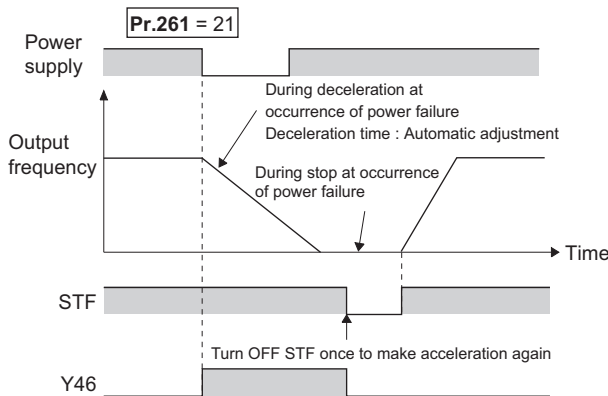 Pr.261 = 21
Power
supply
During deceleration at
occurrence of power failure
Deceleration time : Automatic adjustment
Output
frequency
During stop at occurrence
of power failure
Time
STF
Turn OFF STF once to make acceleration again
Y46